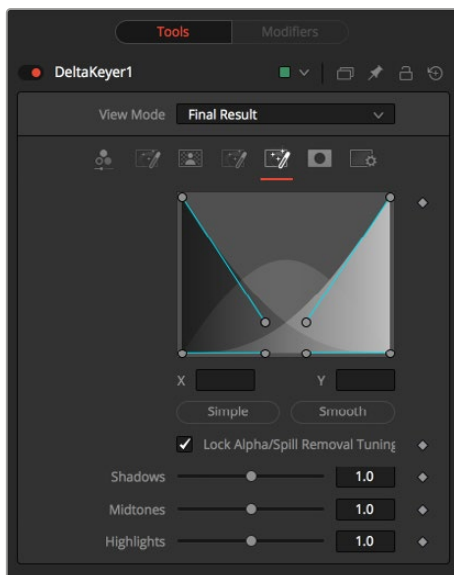 Tools Modifiers
DeltaKeyer1
View Mode Final Result
X Y
Simple Smooth
Lock Alpha/Spill Removal Tuning
Shadows 1.0
Midtones 1.0
Highlights 1.0